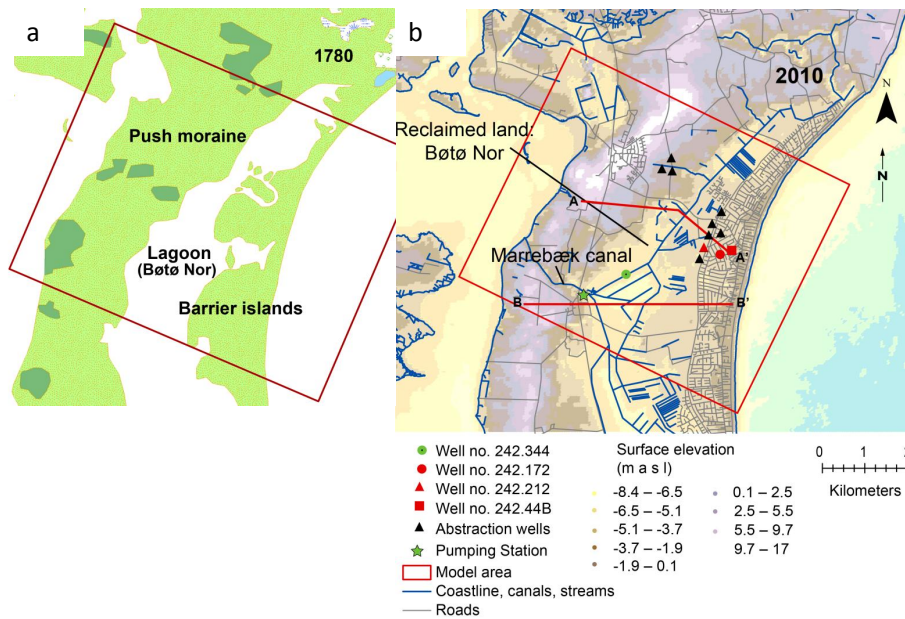 a
1780
Push moraine
Lagoon
(Bøtø Nor)
Barrier islands
b
2010
N
N
Reclaimed land:
Bøtø Nor
A
Marrebæk canal
A'
B
B'
Well no. 242.344
Well no. 242.172
Well no. 242.212
Well no. 242.44B
Abstraction wells
Pumping Station
Model area
Coastline, canals, streams
Roads
Surface elevation
(m a s l)
-8.4 – -6.5
-6.5 – -5.1
-5.1 – -3.7
-3.7 – -1.9
-1.9 – 0.1
0.1 – 2.5
2.5 – 5.5
5.5 – 9.7
9.7 – 17
0 1 2
Kilometers